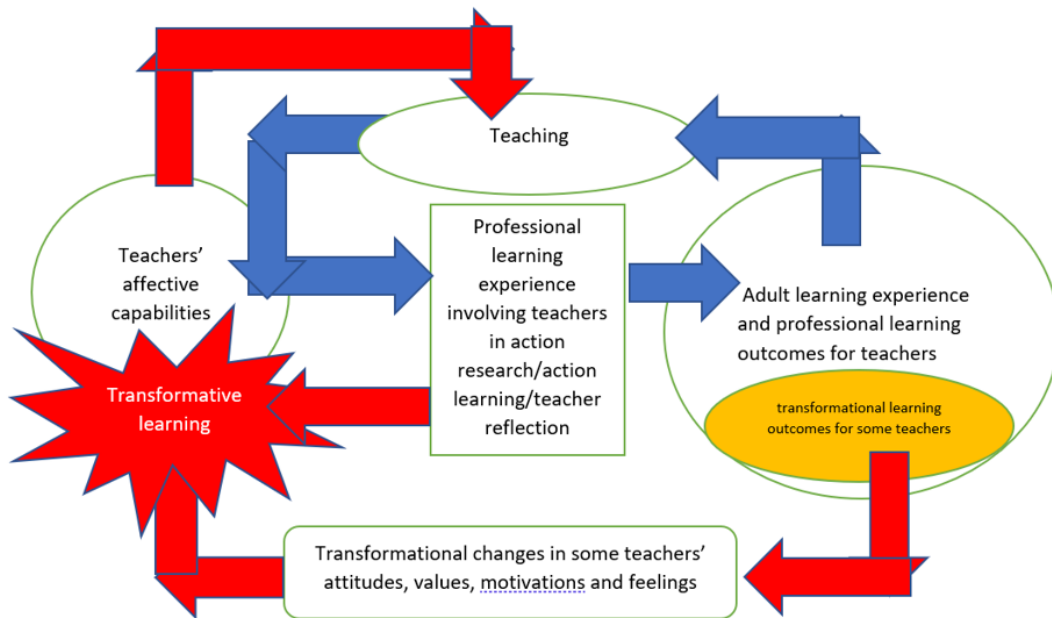 Teaching
Teachers’
affective
capabilities
Professional
learning
experience
involving teachers
in action
research/action
learning/teacher
reflection
Adult learning experience
and professional learning
outcomes for teachers
Transformative
learning
transformational learning
outcomes for some teachers
Transformational changes in some teachers’
attitudes, values, motivations and feelings